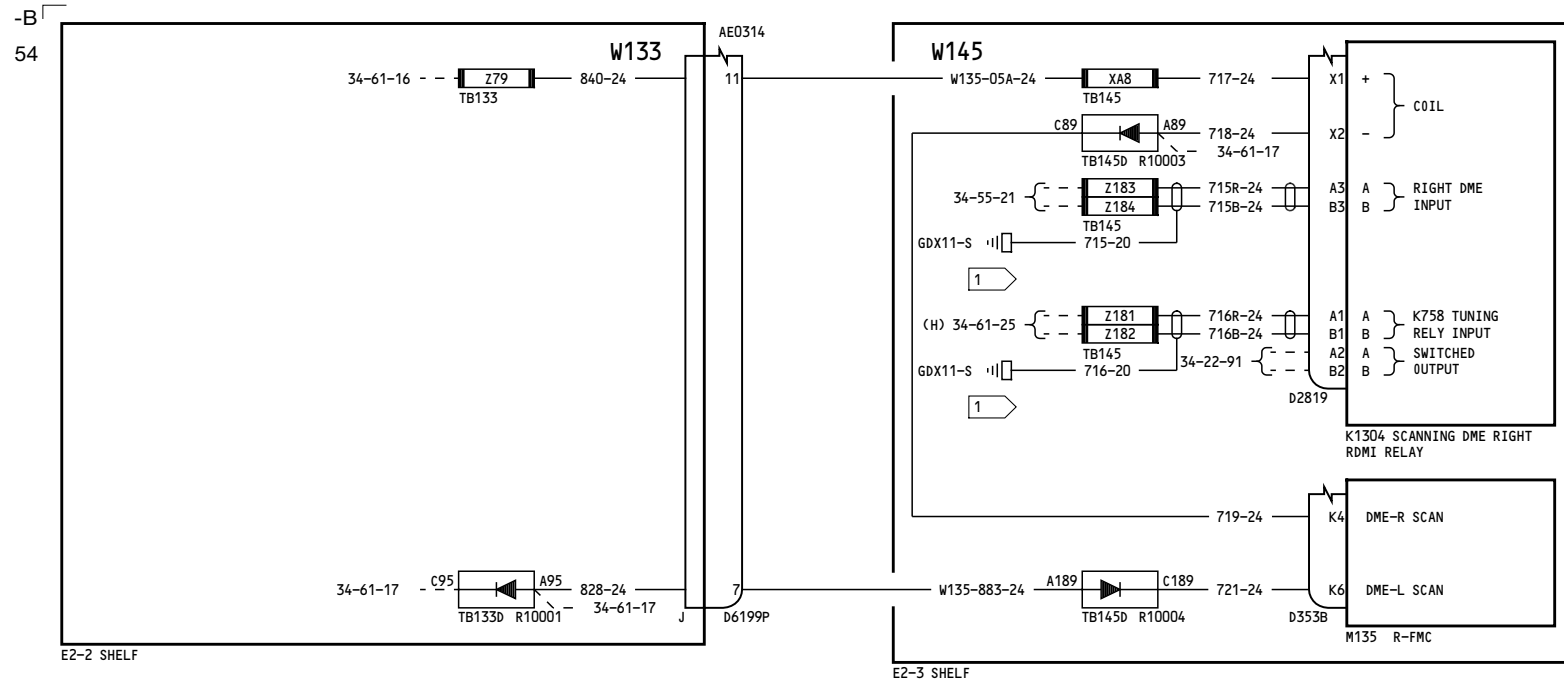 -B
54
AE0314
W133
W145
34-61-16
Z79
840-24
11
W135-05A-24
XA8
717-24
X1
+
TB133
TB145
COIL
C89
A89
718-24
X2
−
34-61-17
TB145D R10003
34-55-21
Z183
715R-24
A3
A
RIGHT DME
Z184
715B-24
B3
B
INPUT
TB145
GDX11-S
715-20
1
(H) 34-61-25
Z181
716R-24
A1
A
K758 TUNING
Z182
716B-24
B1
B
RELY INPUT
TB145
34-22-91
A2
A
SWITCHED
GDX11-S
716-20
B2
B
OUTPUT
1
D2819
K1304 SCANNING DME RIGHT
RDMI RELAY
719-24
K4
DME-R SCAN
34-61-17
C95
A95
828-24
7
W135-883-24
A189
C189
721-24
K6
DME-L SCAN
34-61-17
TB133D R10001
J
D6199P
TB145D R10004
D353B
M135 R-FMC
E2-2 SHELF
E2-3 SHELF